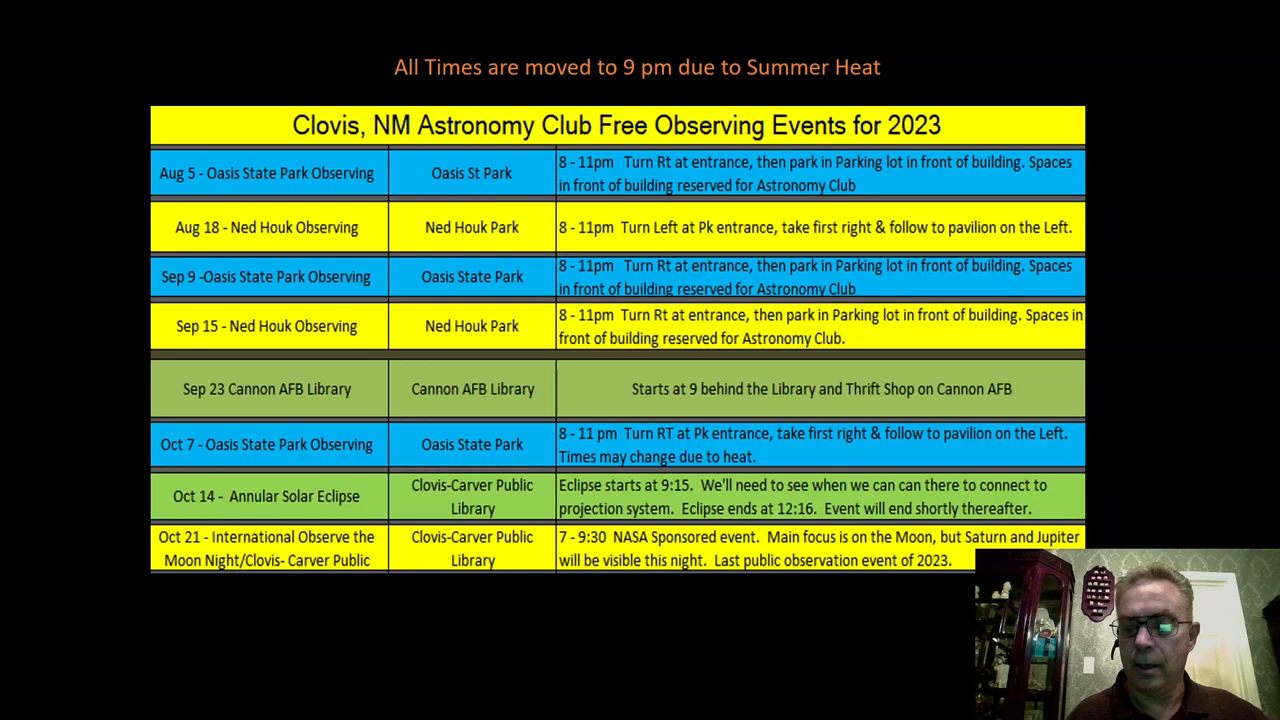 All Times are moved to 9 pm due to Summer Heat
Clovis, NM Astronomy Club Free Observing Events for 2023
Aug 5 - Oasis State Park Observing
Oasis St Park
8 - 11pm Turn Rt at entrance, then park in Parking lot in front of building. Spaces
in front of building reserved for Astronomy Club
Aug 18 - Ned Houk Observing
Ned Houk Park
8 - 11pm Turn Left at Pk entrance, take first right & follow to pavilion on the Left.
Sep 9 -Oasis State Park Observing
Oasis State Park
8 - 11pm Turn Rt at entrance, then park in Parking lot in front of building. Spaces
in front of building reserved for Astronomy Club
Sep 15 - Ned Houk Observing
Ned Houk Park
8 - 11pm Turn Rt at entrance, then park in Parking lot in front of building. Spaces in
front of building reserved for Astronomy Club.
Sep 23 Cannon AFB Library
Cannon AFB Library
Starts at 9 behind the Library and Thrift Shop on Cannon AFB
Oct 7 - Oasis State Park Observing
Oasis State Park
8 - 11 pm Turn RT at Pk entrance, take first right & follow to pavilion on the Left.
Times may change due to heat.
Oct 14 - Annular Solar Eclipse
Clovis-Carver Public
Library
Eclipse starts at 9:15. We'll need to see when we can can there to connect to
projection system. Eclipse ends at 12:16. Event will end shortly thereafter.
Oct 21 - International Observe the
Moon Night/Clovis- Carver Public
Clovis-Carver Public
Library
7 - 9:30 NASA Sponsored event. Main focus is on the Moon, but Saturn and Jupiter
will be visible this night. Last public observation event of 2023.